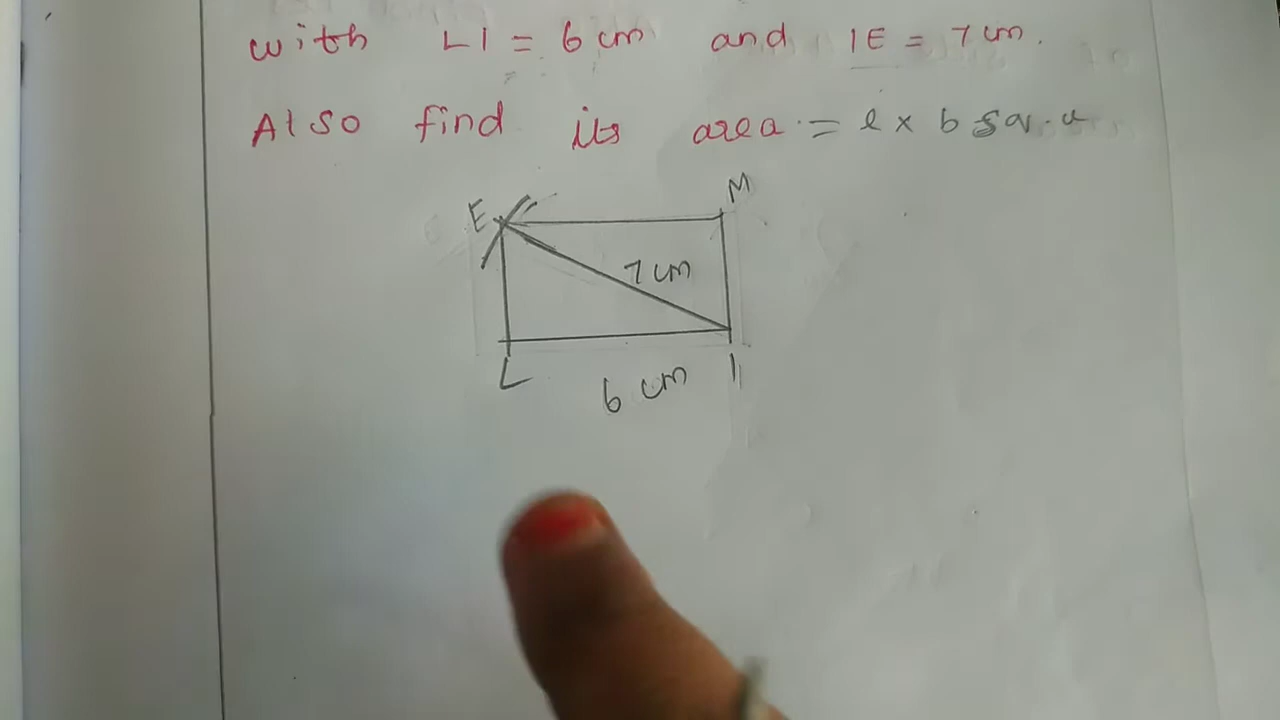 with LI = 6 cm and IE = 7 cm.
Also find its area = l x b sq. u
E M
7 cm
L 6 cm I